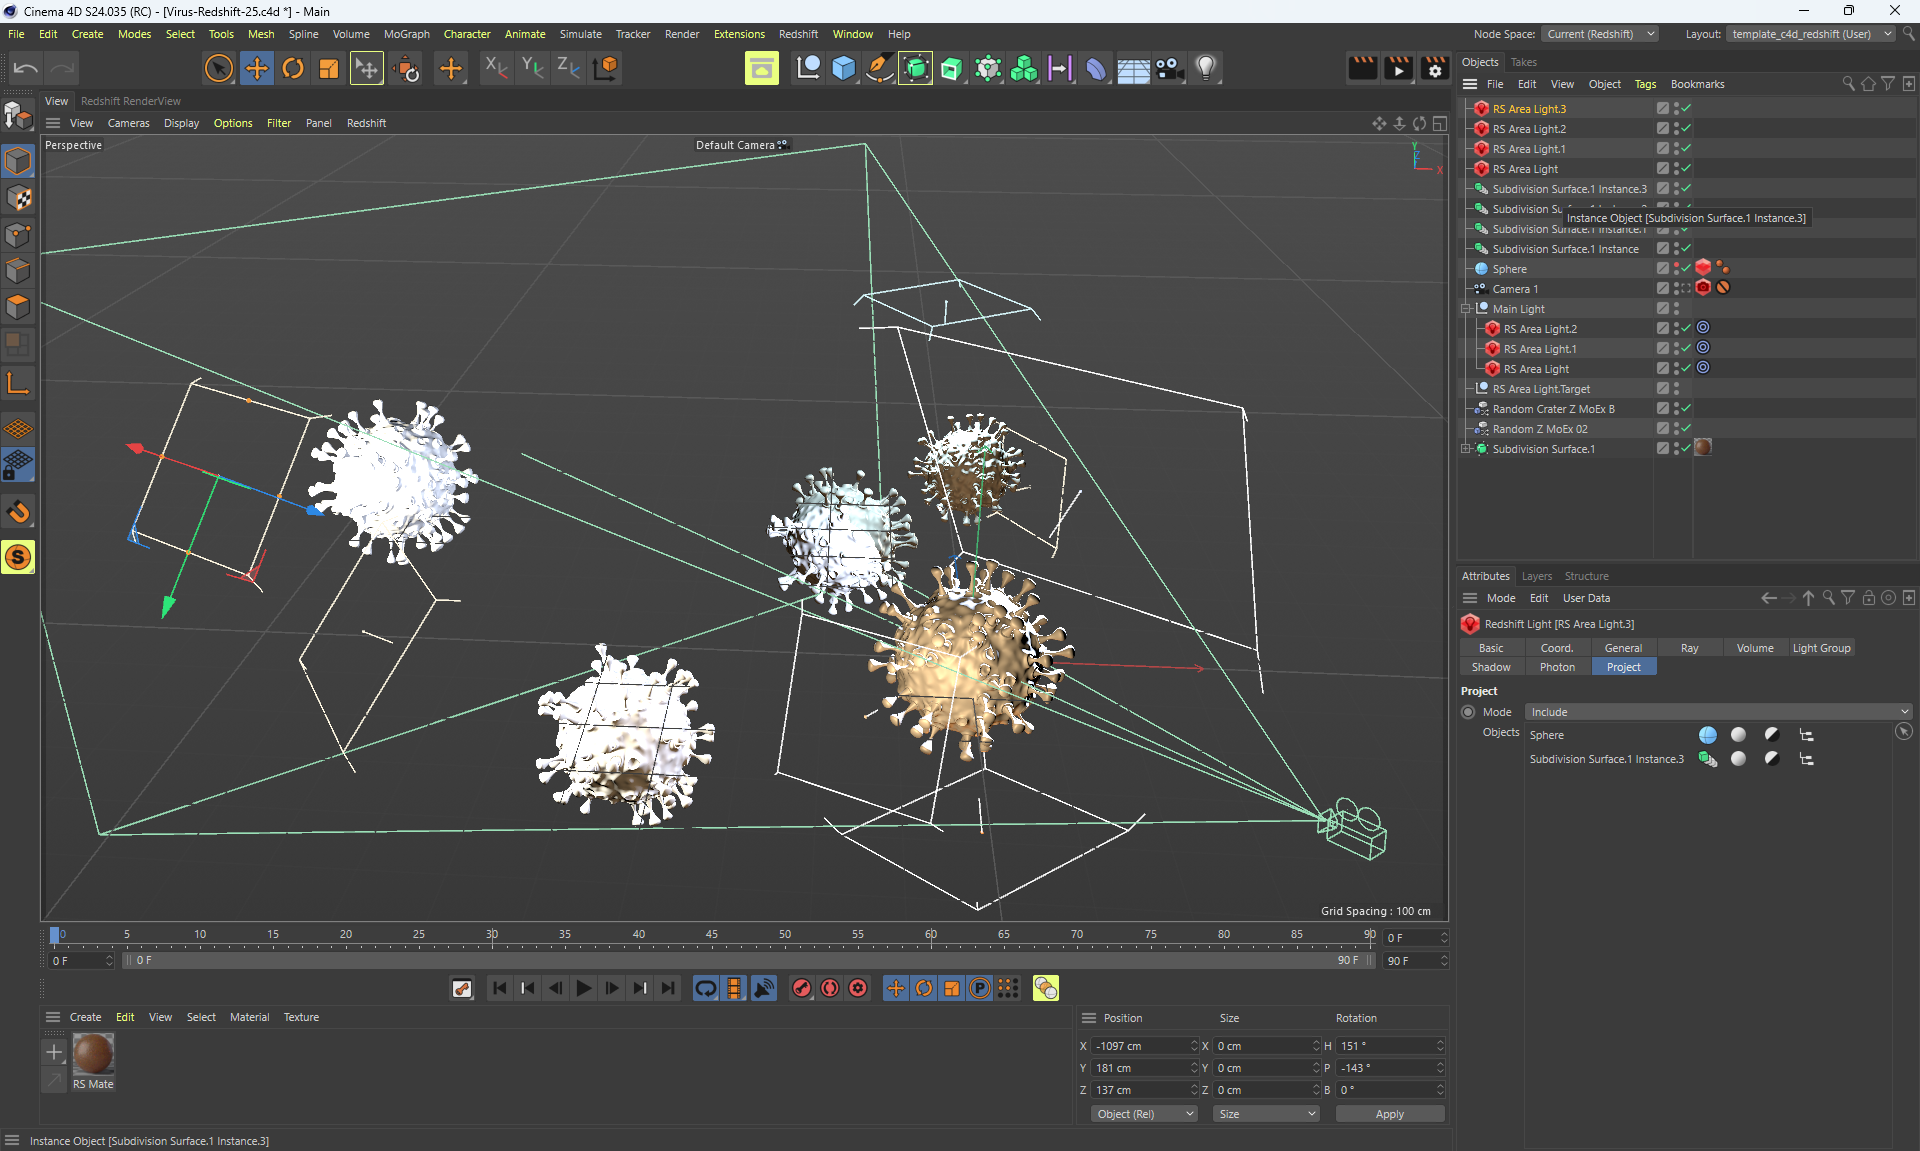 Cinema 4D S24.035 (RC) - [Virus-Redshift-25.c4d *] - Main
File Edit Create Modes Select Tools Mesh Spline Volume MoGraph Character Animate Simulate Tracker Render Extensions Redshift Window Help
Node Space: Current (Redshift) Layout: template_c4d_redshift (User)
X Y Z
View Redshift RenderView
View Cameras Display Options Filter Panel Redshift
Perspective
Default Camera
Y
Z
X
Grid Spacing : 100 cm
Objects Takes
File Edit View Object Tags Bookmarks
RS Area Light.3
RS Area Light.2
RS Area Light.1
RS Area Light
Subdivision Surface.1 Instance.3
Subdivision Su
Instance Object [Subdivision Surface.1 Instance.3]
Subdivision Surface.1 Instance.1
Subdivision Surface.1 Instance
Sphere
Camera 1
Main Light
RS Area Light.2
RS Area Light.1
RS Area Light
RS Area Light.Target
Random Crater Z MoEx B
Random Z MoEx 02
Subdivision Surface.1
Attributes Layers Structure
Mode Edit User Data
Redshift Light [RS Area Light.3]
Basic Coord. General Ray Volume Light Group
Shadow Photon Project
Project
Mode Include
Objects Sphere
Subdivision Surface.1 Instance.3
S
0 5 10 15 20 25 30 35 40 45 50 55 60 65 70 75 80 85 90 0 F
0 F 0 F 90 F 90 F
P
Create Edit View Select Material Texture
RS Mate
Position Size Rotation
X -1097 cm X 0 cm H 151 °
Y 181 cm Y 0 cm P -143 °
Z 137 cm Z 0 cm B 0 °
Object (Rel) Size Apply
Instance Object [Subdivision Surface.1 Instance.3]